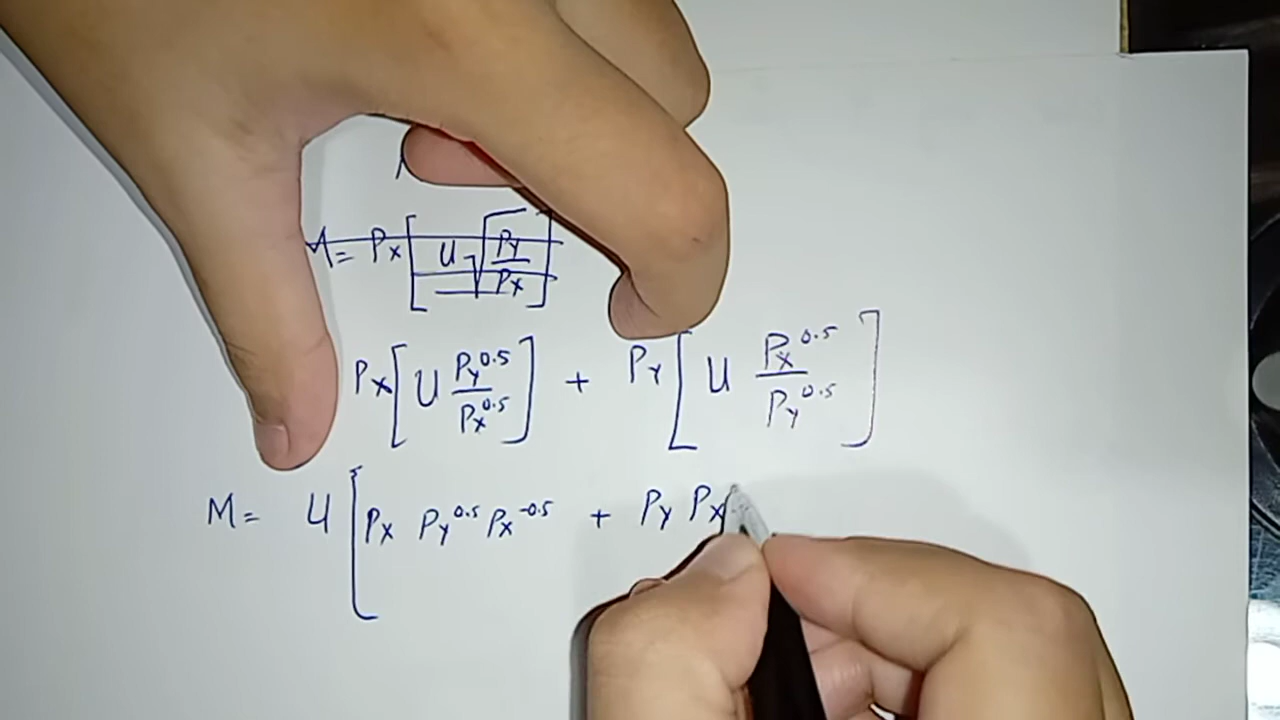 M= Px[U√Py/Px]
Px[U Py^0.5/Px^0.5] + PY[U Px^0.5/Py^0.5]
M= U[Px Py^0.5 Px^-0.5 + Py Px